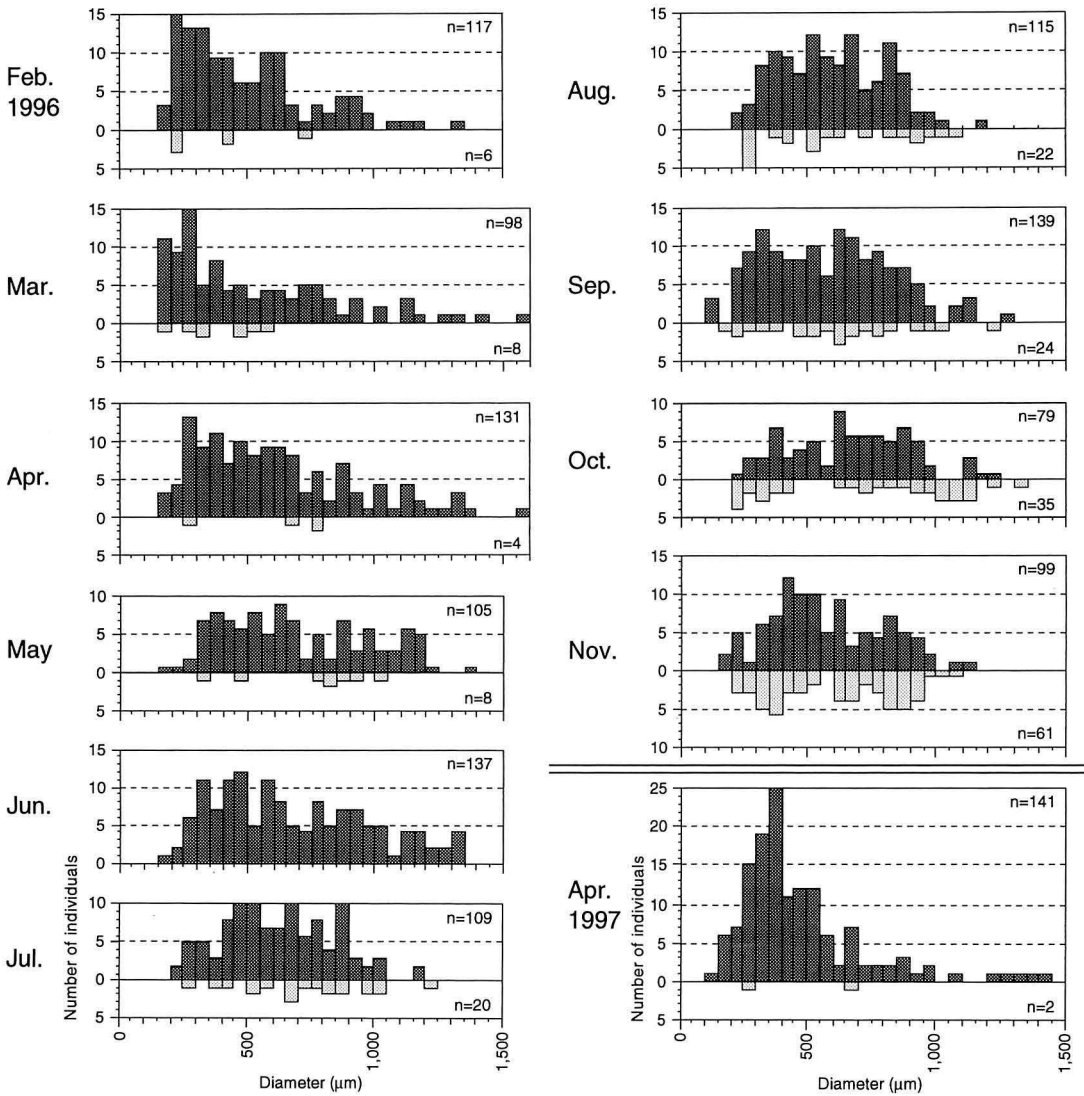 Feb.
1996
15
10
5
0
5
n=117
n=6
Mar.
15
10
5
0
5
n=98
n=8
Apr.
15
10
5
0
5
n=131
n=4
May
10
5
0
5
n=105
n=8
Jun.
15
10
5
0
n=137
Jul.
10
5
0
5
n=109
n=20
Number of individuals
0
500
1,000
1,500
Diameter (μm)
Aug.
15
10
5
0
5
n=115
n=22
Sep.
15
10
5
0
5
n=139
n=24
Oct.
10
5
0
5
n=79
n=35
Nov.
15
10
5
0
5
10
n=99
n=61
Apr.
1997
25
20
15
10
5
0
5
n=141
n=2
Number of individuals
0
500
1,000
1,500
Diameter (μm)